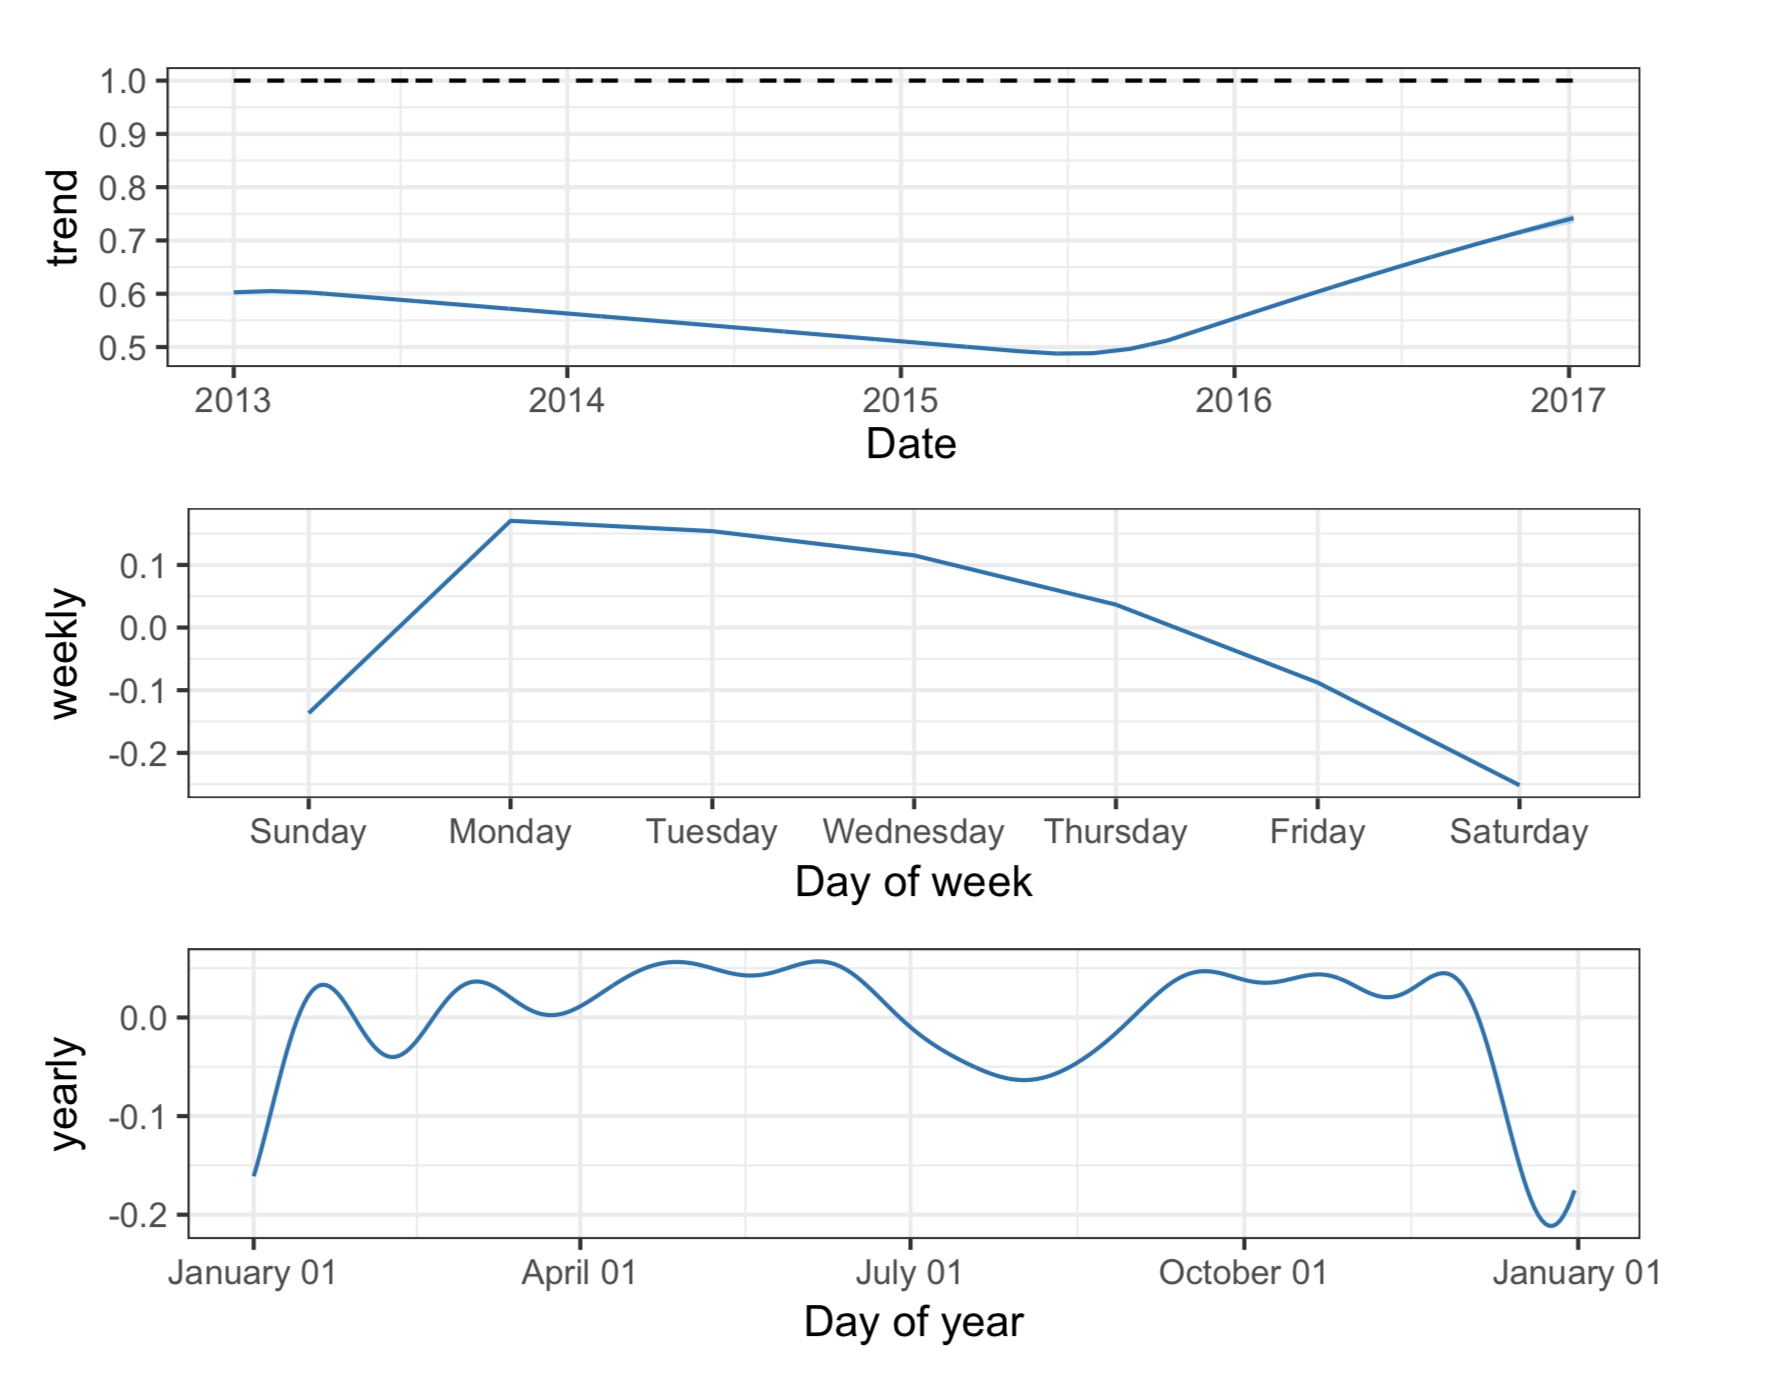 trend
1.0
0.9
0.8
0.7
0.6
0.5
2013 2014 2015 2016 2017
Date
weekly
0.1
0.0
-0.1
-0.2
Sunday Monday Tuesday Wednesday Thursday Friday Saturday
Day of week
yearly
0.0
-0.1
-0.2
January 01 April 01 July 01 October 01 January 01
Day of year